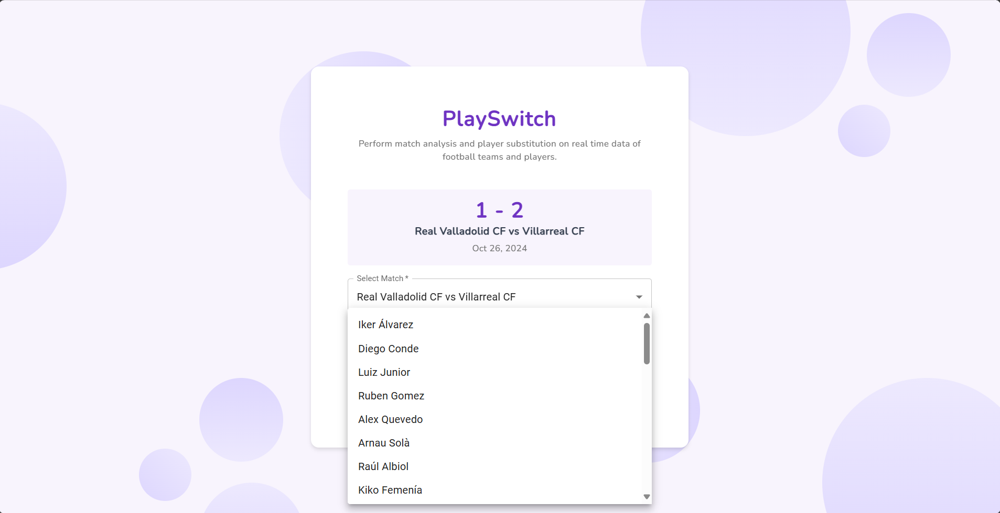 PlaySwitch
Perform match analysis and player substitution on real time data of
football teams and players.
1 - 2
Real Valladolid CF vs Villarreal CF
Oct 26, 2024
Select Match *
Real Valladolid CF vs Villarreal CF
Iker Álvarez
Diego Conde
Luiz Junior
Ruben Gomez
Alex Quevedo
Arnau Solà
Raúl Albiol
Kiko Femenía